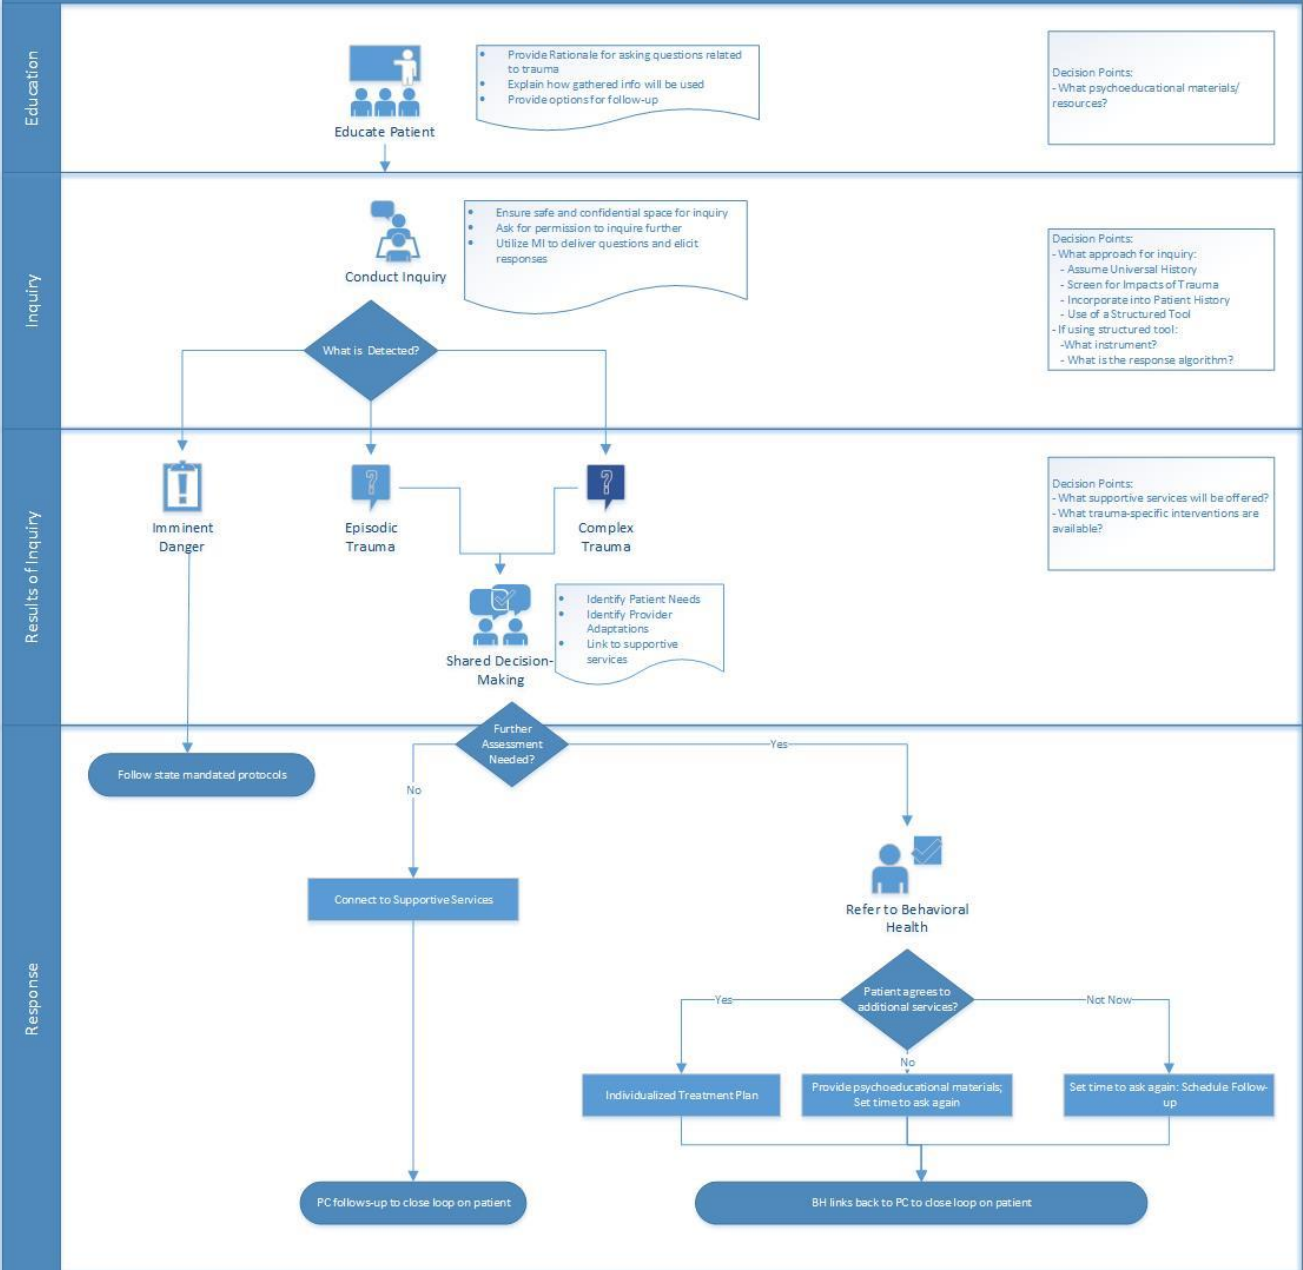 Education
• Provide Rationale for asking questions related
to trauma
• Explain how gathered info will be used
• Provide options for follow-up
Educate Patient
Decision Points:
- What psychoeducational materials/
resources?
Inquiry
• Ensure safe and confidential space for inquiry
• Ask for permission to inquire further
• Utilize MI to deliver questions and elicit
responses
Conduct Inquiry
What is Detected?
Decision Points:
- What approach for inquiry:
- Assume Universal History
- Screen for Impacts of Trauma
- Incorporate into Patient History
- Use of a Structured Tool
- If using structured tool:
-What instrument?
- What is the response algorithm?
Results of Inquiry
Imminent
Danger
?
Episodic
Trauma
?
Complex
Trauma
Decision Points:
- What supportive services will be offered?
- What trauma-specific interventions are
available?
• Identify Patient Needs
• Identify Provider
Adaptations
• Link to supportive
services
Shared Decision-
Making
Response
Further
Assessment
Needed?
Yes
No
Follow state mandated protocols
Connect to Supportive Services
Refer to Behavioral
Health
Patient agrees to
additional services?
Yes
No
Not Now
Individualized Treatment Plan
Provide psychoeducational materials;
Set time to ask again
Set time to ask again: Schedule Follow-
up
PC follows-up to close loop on patient
BH links back to PC to close loop on patient